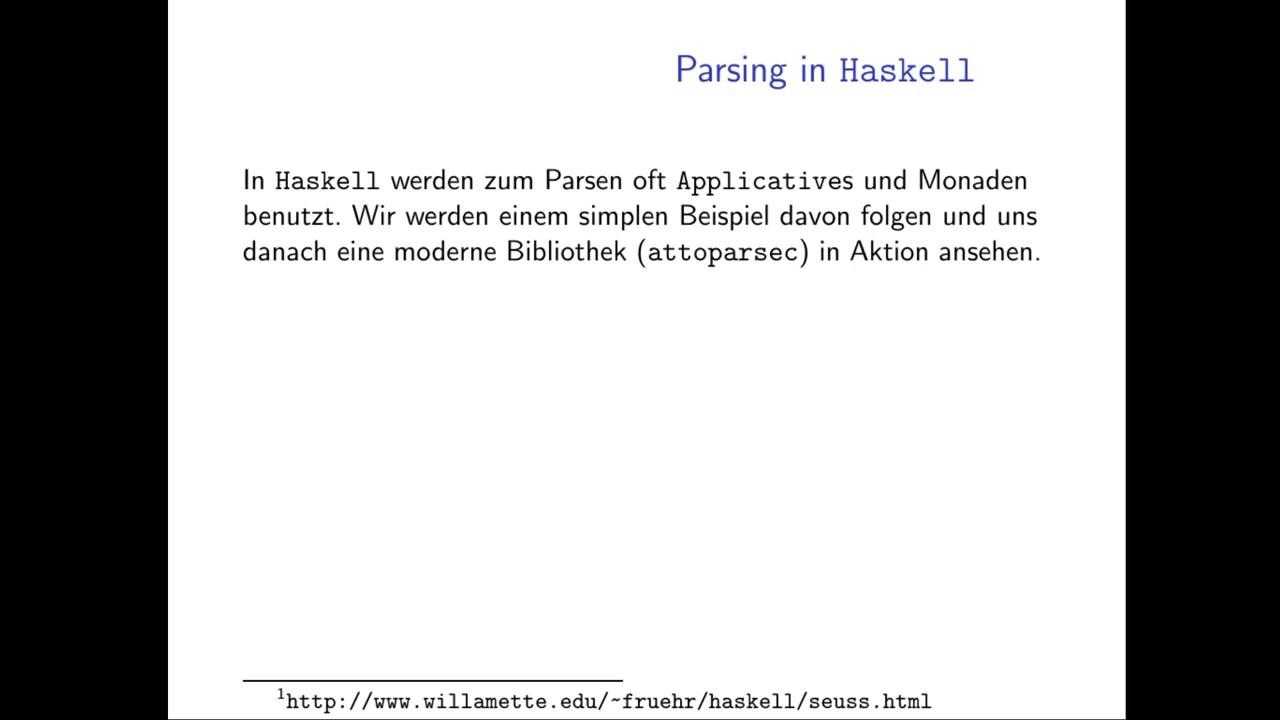 Parsing in Haskell
In Haskell werden zum Parsen oft Applicatives und Monaden
benutzt. Wir werden einem simplen Beispiel davon folgen und uns
danach eine moderne Bibliothek (attoparsec) in Aktion ansehen.
1http://www.willamette.edu/~fruehr/haskell/seuss.html